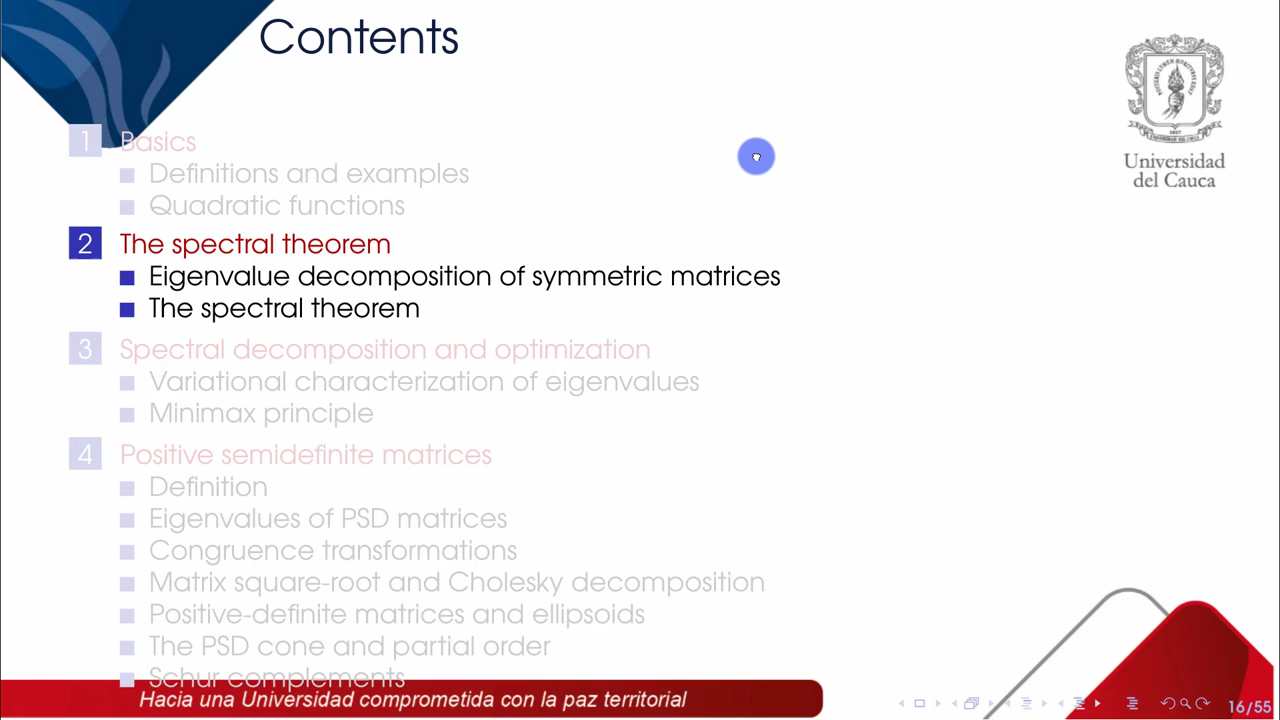 Contents
1 Basics
Definitions and examples
Quadratic functions
2 The spectral theorem
Eigenvalue decomposition of symmetric matrices
The spectral theorem
3 Spectral decomposition and optimization
Variational characterization of eigenvalues
Minimax principle
4 Positive semidefinite matrices
Definition
Eigenvalues of PSD matrices
Congruence transformations
Matrix square-root and Cholesky decomposition
Positive-definite matrices and ellipsoids
The PSD cone and partial order
Schur complements
Universidad
del Cauca
Hacia una Universidad comprometida con la paz territorial
16/55